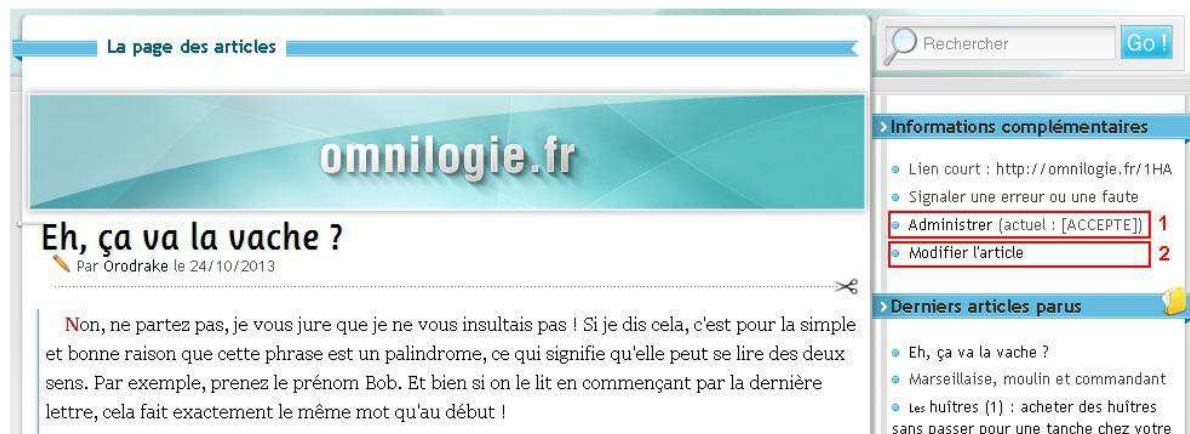 La page des articles
Rechercher
Go !
omnilogie.fr
Eh, ça va la vache ?
Par Orodrake le 24/10/2013
Non, ne partez pas, je vous jure que je ne vous insultais pas ! Si je dis cela, c'est pour la simple
et bonne raison que cette phrase est un palindrome, ce qui signifie qu'elle peut se lire des deux
sens. Par exemple, prenez le prénom Bob. Et bien si on le lit en commençant par la dernière
lettre, cela fait exactement le même mot qu'au début !
Informations complémentaires
Lien court : http://omnilogie.fr/1HA
Signaler une erreur ou une faute
Administrer (actuel : [ACCEPTE]) 1
Modifier l'article 2
Derniers articles parus
Eh, ça va la vache ?
Marseillaise, moulin et commandant
Les huîtres (1) : acheter des huîtres
sans passer pour une tanche chez votre